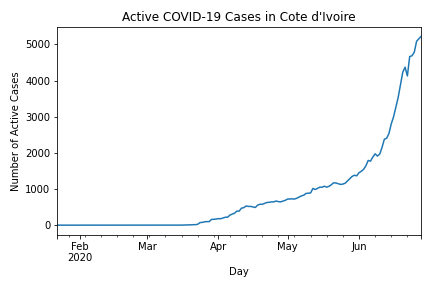 Active COVID-19 Cases in Cote d'Ivoire
Number of Active Cases
5000
4000
3000
2000
1000
0
Feb
2020
Mar
Apr
May
Jun
Day